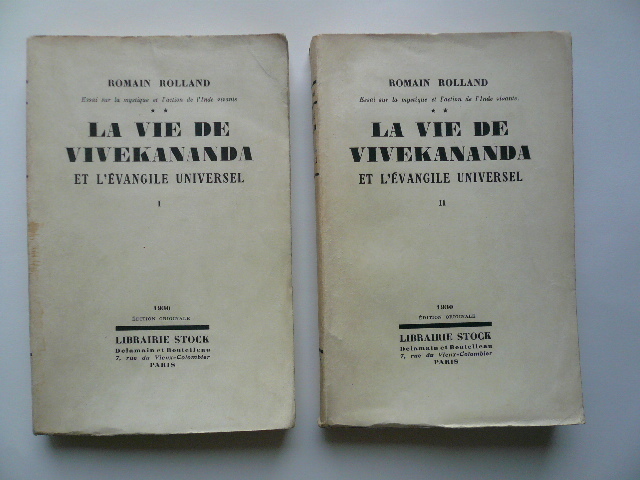 ROMAIN ROLLAND
Essai sur la mystique et l'action de l'Inde vivante
* *
LA VIE DE
VIVEKANANDA
ET L'ÉVANGILE UNIVERSEL
I
1930
ÉDITION ORIGINALE
LIBRAIRIE STOCK
Delamain et Boutelleau
7, rue du Vieux-Colombier
PARIS
ROMAIN ROLLAND
Essai sur la mystique et l'action de l'Inde vivante.
* *
LA VIE DE
VIVEKANANDA
ET L'ÉVANGILE UNIVERSEL
II
1930
ÉDITION ORIGINALE
LIBRAIRIE STOCK
Delamain et Boutelleau
7, rue du Vieux-Colombier
PARIS